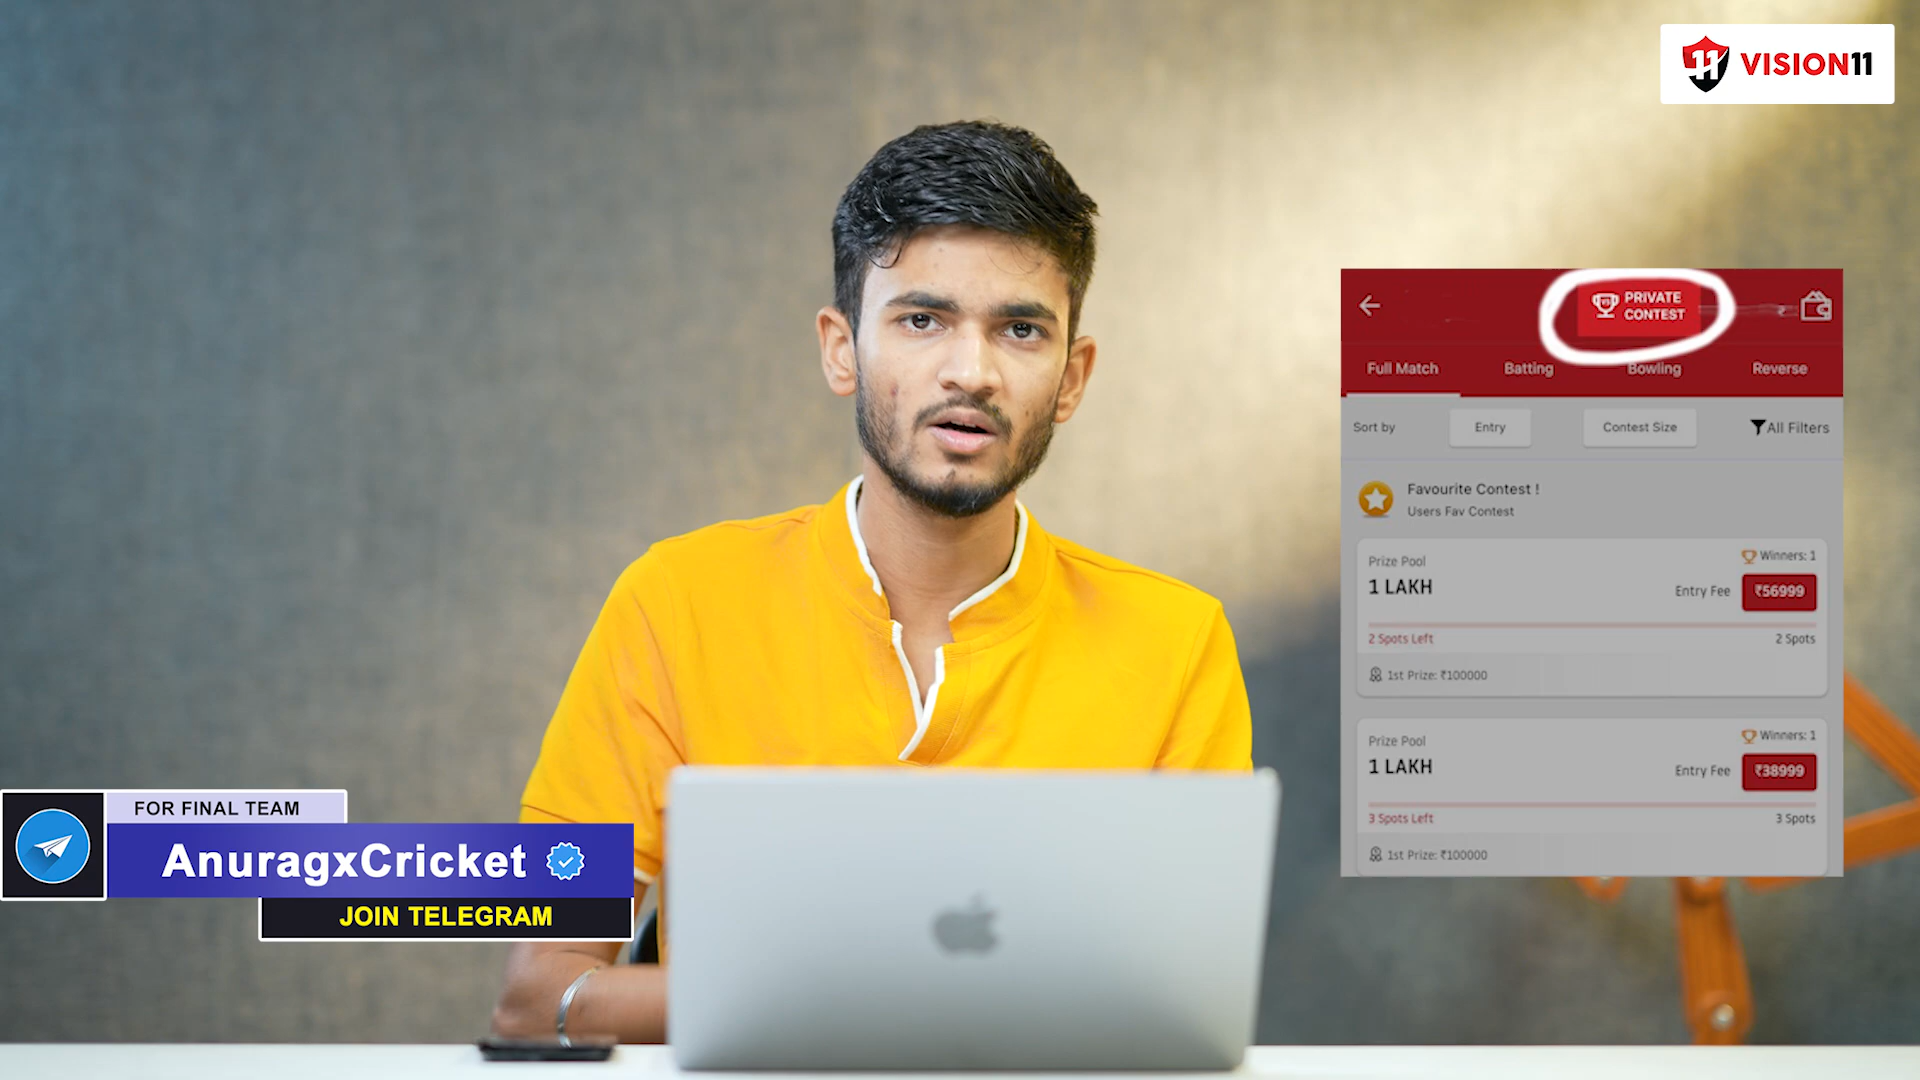 VISION11
PRIVATE
CONTEST
₹
Full Match
Batting
Bowling
Reverse
Sort by
Entry
Contest Size
All Filters
Favourite Contest !
Users Fav Contest
Prize Pool
Winners: 1
1 LAKH
Entry Fee
₹56999
2 Spots Left
2 Spots
1st Prize: ₹100000
Prize Pool
Winners: 1
1 LAKH
Entry Fee
₹38999
3 Spots Left
3 Spots
1st Prize: ₹100000
FOR FINAL TEAM
AnuragxCricket
JOIN TELEGRAM